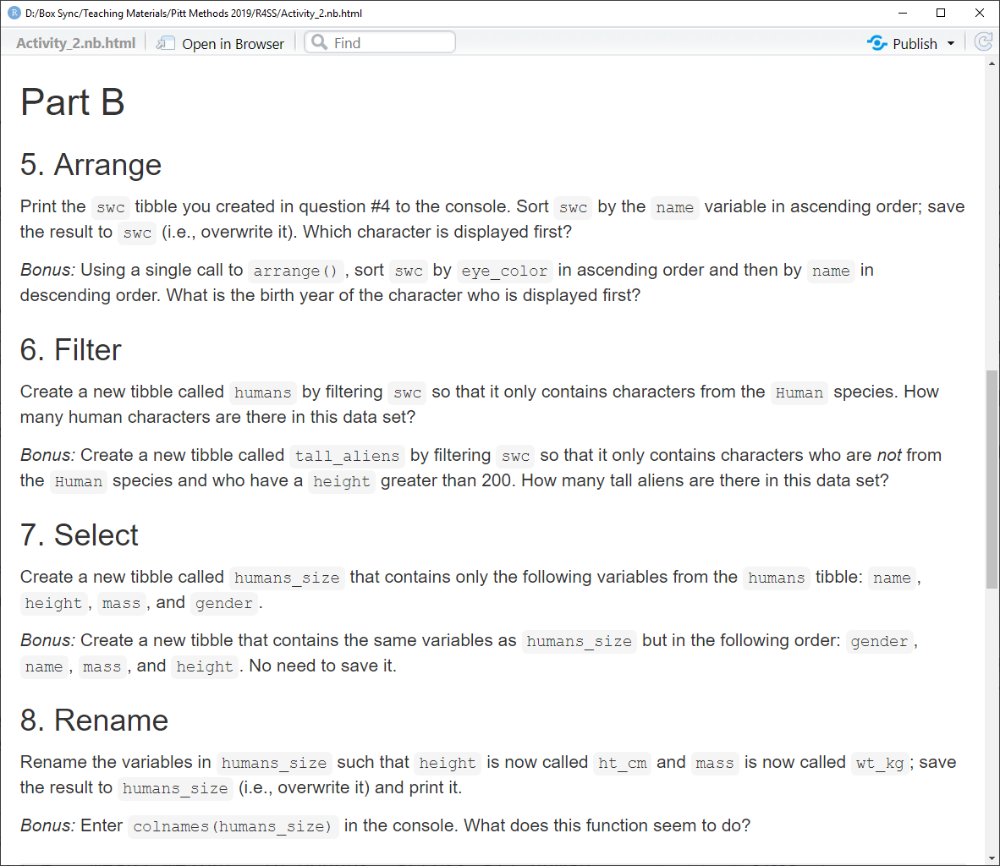 D:/Box Sync/Teaching Materials/Pitt Methods 2019/R4SS/Activity_2.nb.html
Activity_2.nb.html Open in Browser Find Publish
Part B
5. Arrange
Print the swc tibble you created in question #4 to the console. Sort swc by the name variable in ascending order; save
the result to swc (i.e., overwrite it). Which character is displayed first?
Bonus: Using a single call to arrange() , sort swc by eye_color in ascending order and then by name in
descending order. What is the birth year of the character who is displayed first?
6. Filter
Create a new tibble called humans by filtering swc so that it only contains characters from the Human species. How
many human characters are there in this data set?
Bonus: Create a new tibble called tall_aliens by filtering swc so that it only contains characters who are not from
the Human species and who have a height greater than 200. How many tall aliens are there in this data set?
7. Select
Create a new tibble called humans_size that contains only the following variables from the humans tibble: name ,
height , mass , and gender .
Bonus: Create a new tibble that contains the same variables as humans_size but in the following order: gender ,
name , mass , and height . No need to save it.
8. Rename
Rename the variables in humans_size such that height is now called ht_cm and mass is now called wt_kg ; save
the result to humans_size (i.e., overwrite it) and print it.
Bonus: Enter colnames(humans_size) in the console. What does this function seem to do?